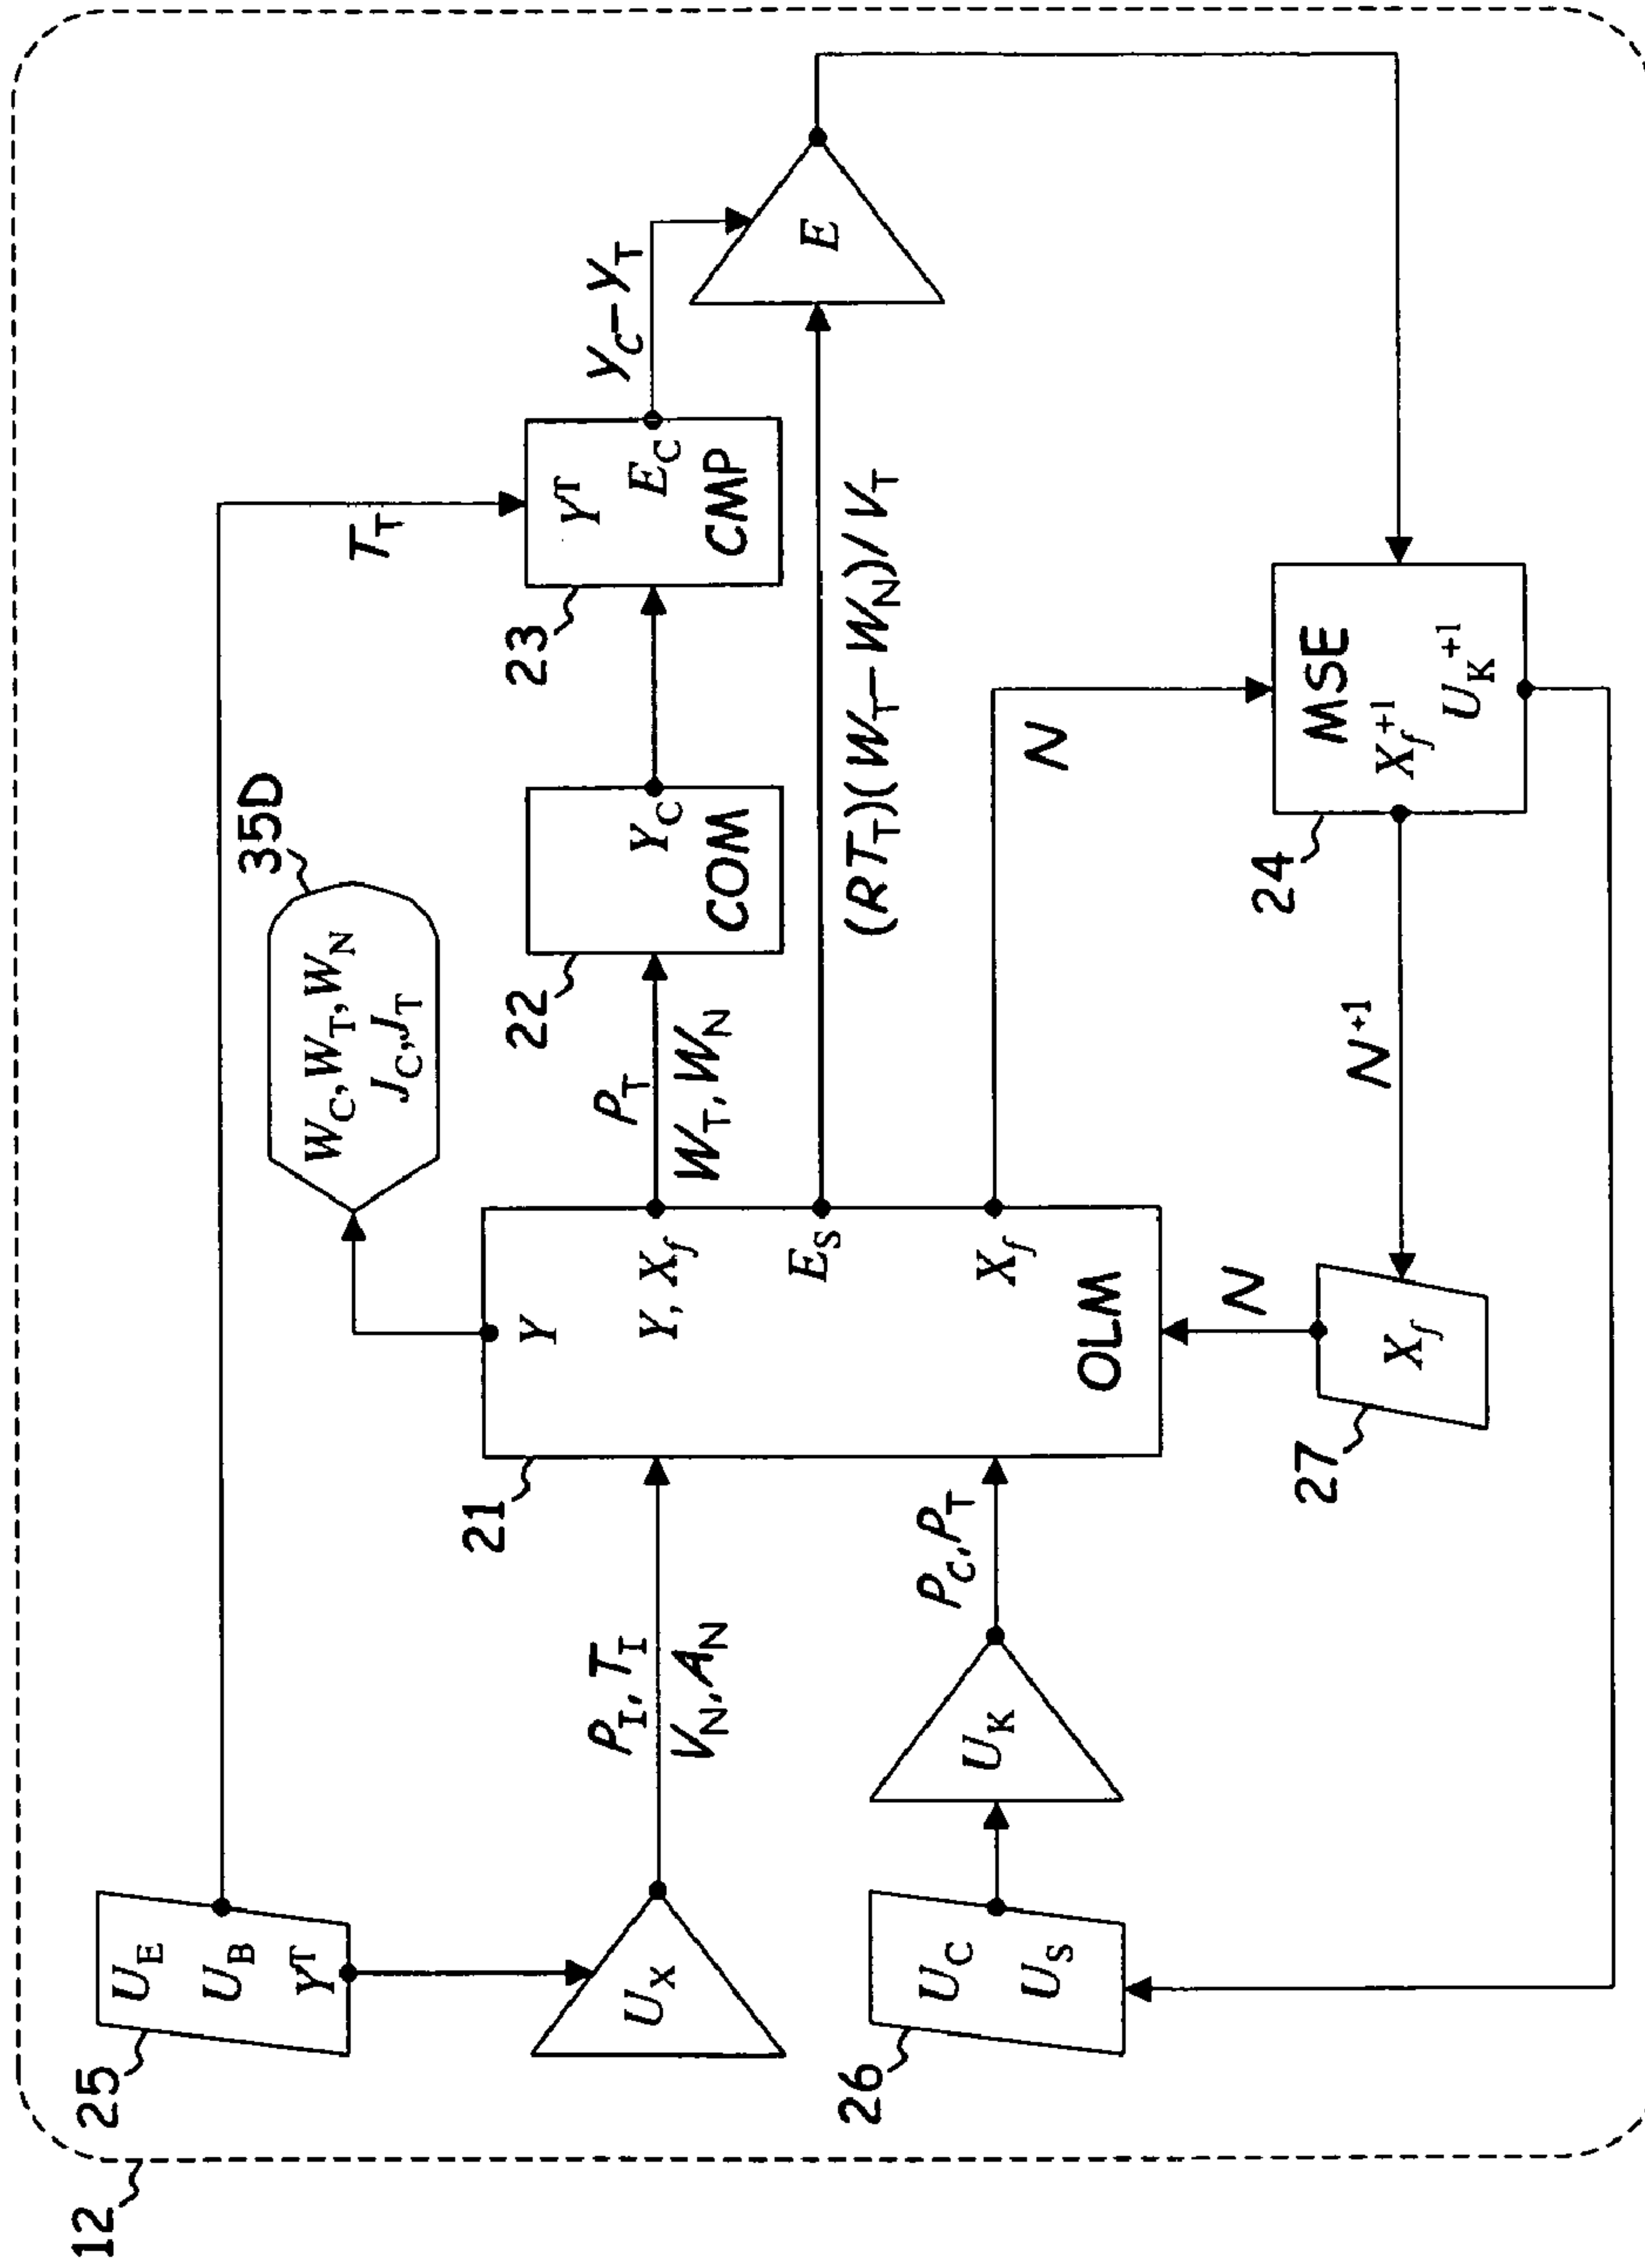 12
25
U_E
U_B
Y^T
T_T
U_X
P_I, T_I
V_N, A_N
35D
W_C, W_T, W_N
J_C, J_T
21
Y
Y, X_f
E_S
X_f
OLM
P_T
W_T, W_N
22
Y_C
COM
23
Y^T
E_C
CMP
Y_C-Y_T
E
(RT_T)(W_T-W_N)/V_T
26
U_C
U_S
U_K
P_C, P_T
N
N
27
X_f
N^+1
24
MSE
X_f^+1
U_K^+1